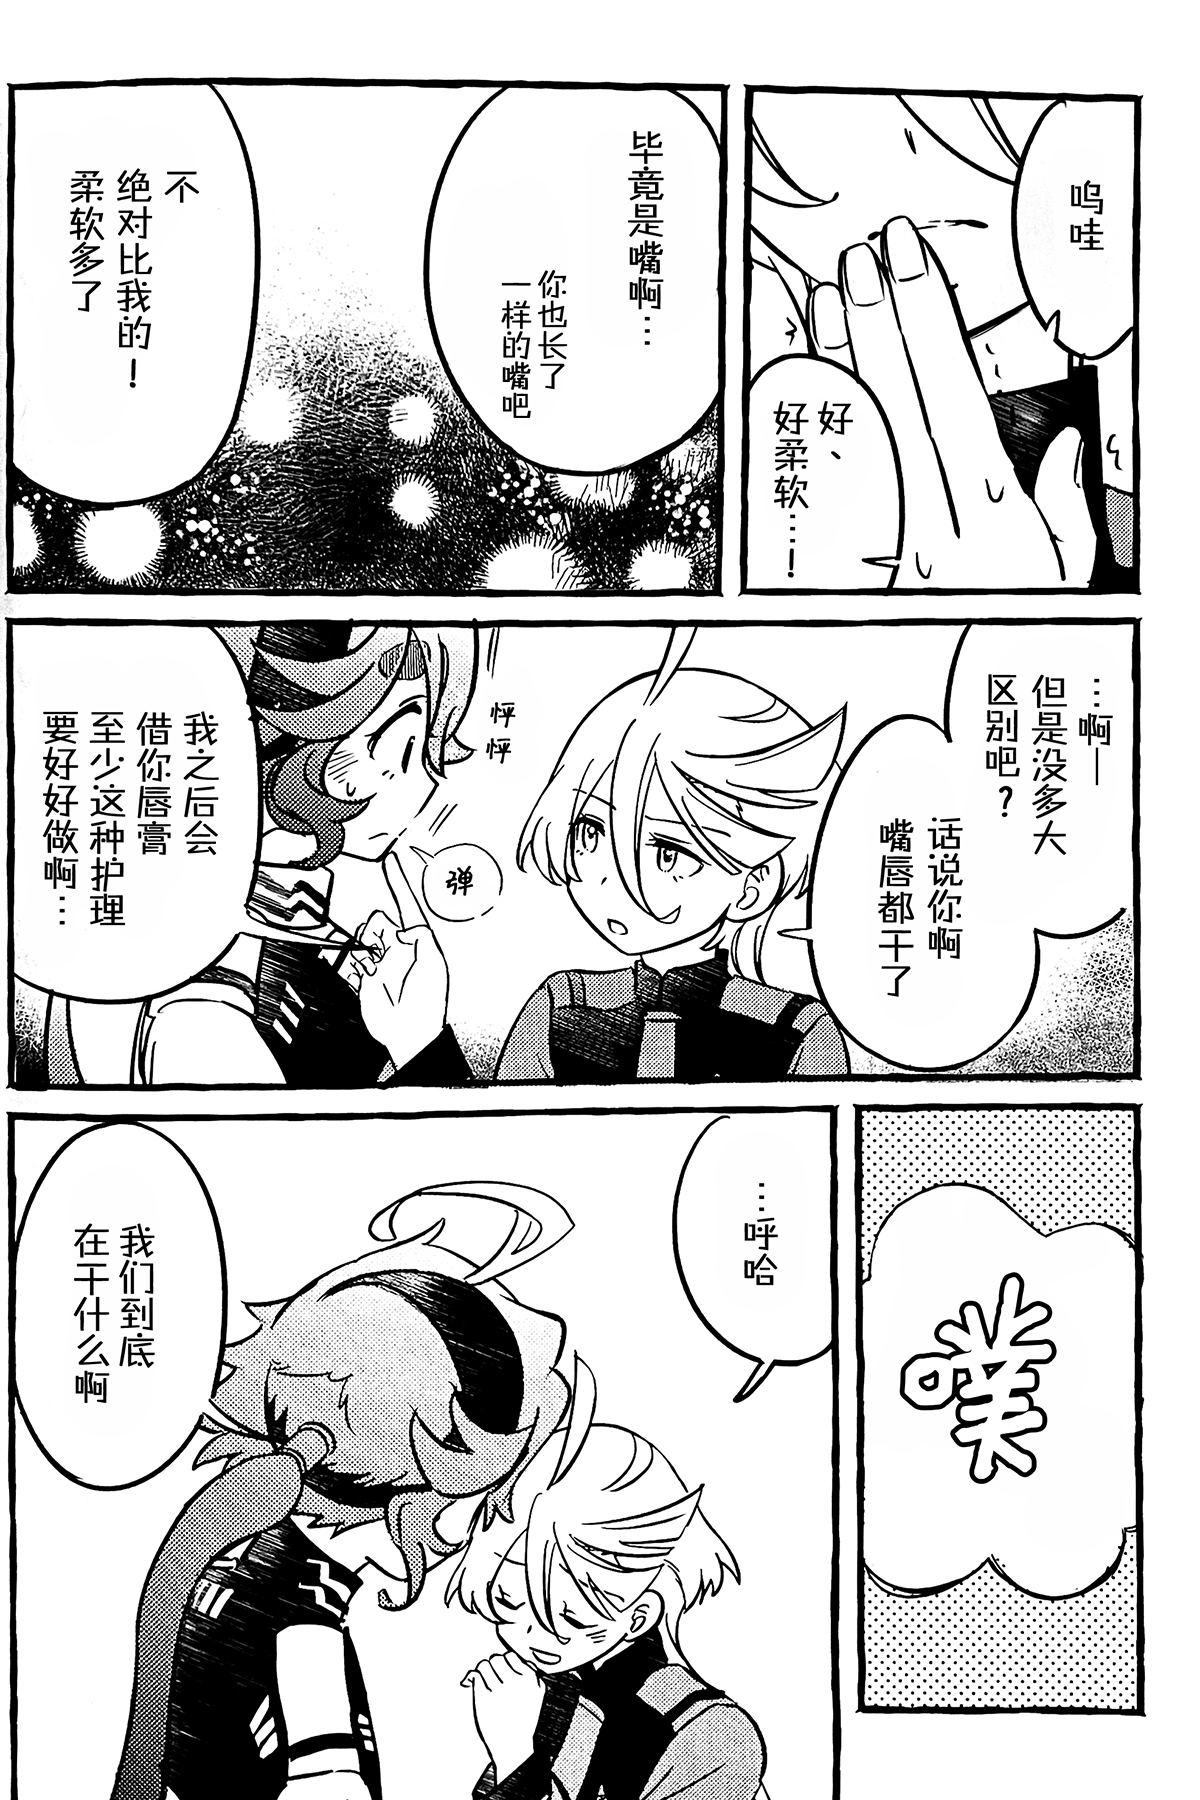 呜哇
好、
好柔软…！
毕竟是嘴啊…
你也长了
一样的嘴吧
不
绝对比我的！
柔软多了
…啊—
但是没多大
区别吧？
话说你啊
嘴唇都干了
怦
怦
弹
我之后会
借你唇膏
至少这种护理
要好好做啊…
噗
…呼哈
我们到底
在干什么啊